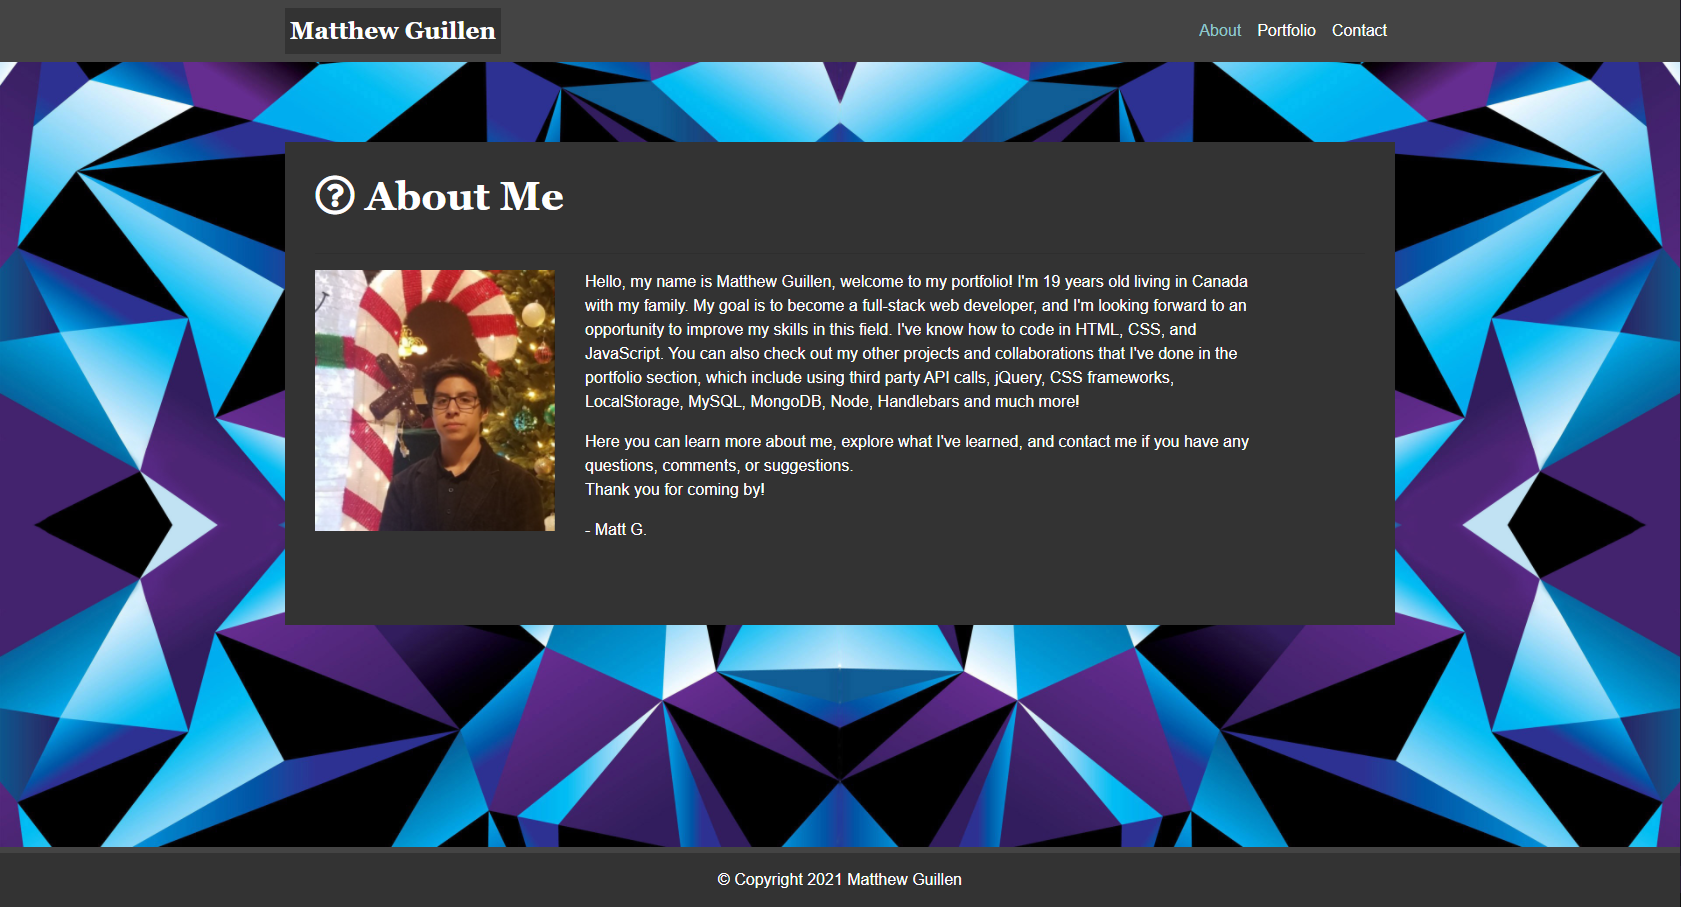 Matthew Guillen
About Portfolio Contact
About Me
Hello, my name is Matthew Guillen, welcome to my portfolio! I'm 19 years old living in Canada
with my family. My goal is to become a full-stack web developer, and I'm looking forward to an
opportunity to improve my skills in this field. I've know how to code in HTML, CSS, and
JavaScript. You can also check out my other projects and collaborations that I've done in the
portfolio section, which include using third party API calls, jQuery, CSS frameworks,
LocalStorage, MySQL, MongoDB, Node, Handlebars and much more!
Here you can learn more about me, explore what I've learned, and contact me if you have any
questions, comments, or suggestions.
Thank you for coming by!
- Matt G.
© Copyright 2021 Matthew Guillen